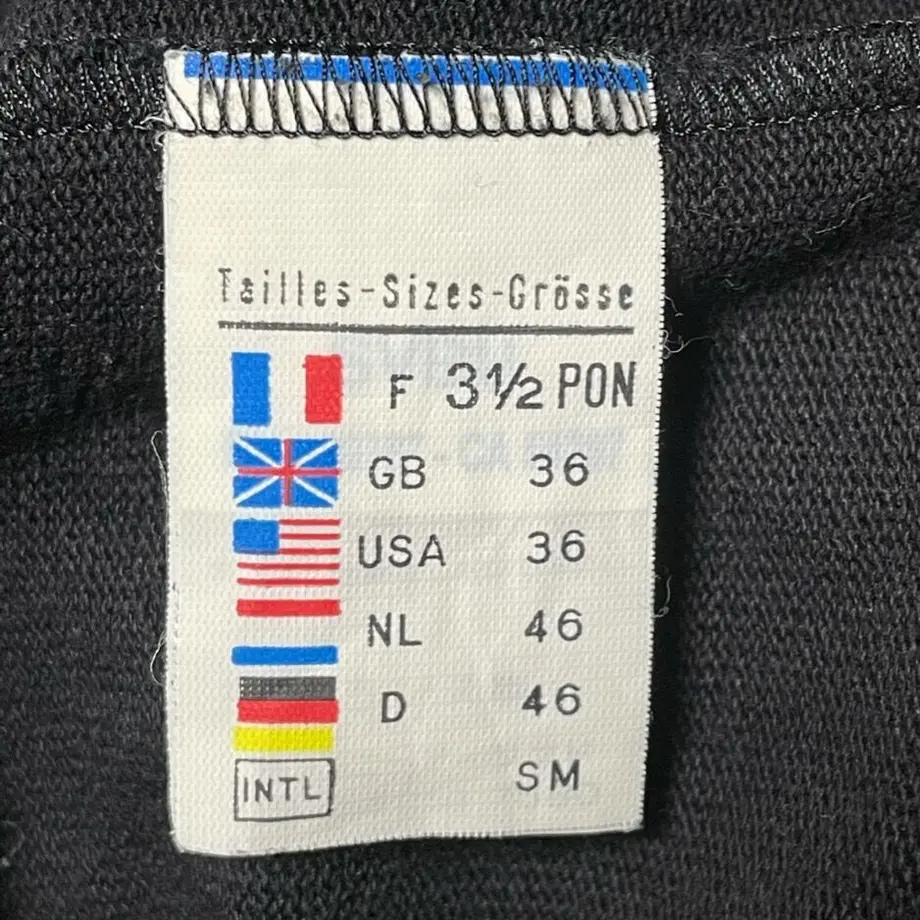 Tailles-Sizes-Grösse
F 3½ PON
GB 36
USA 36
NL 46
D 46
INTL SM